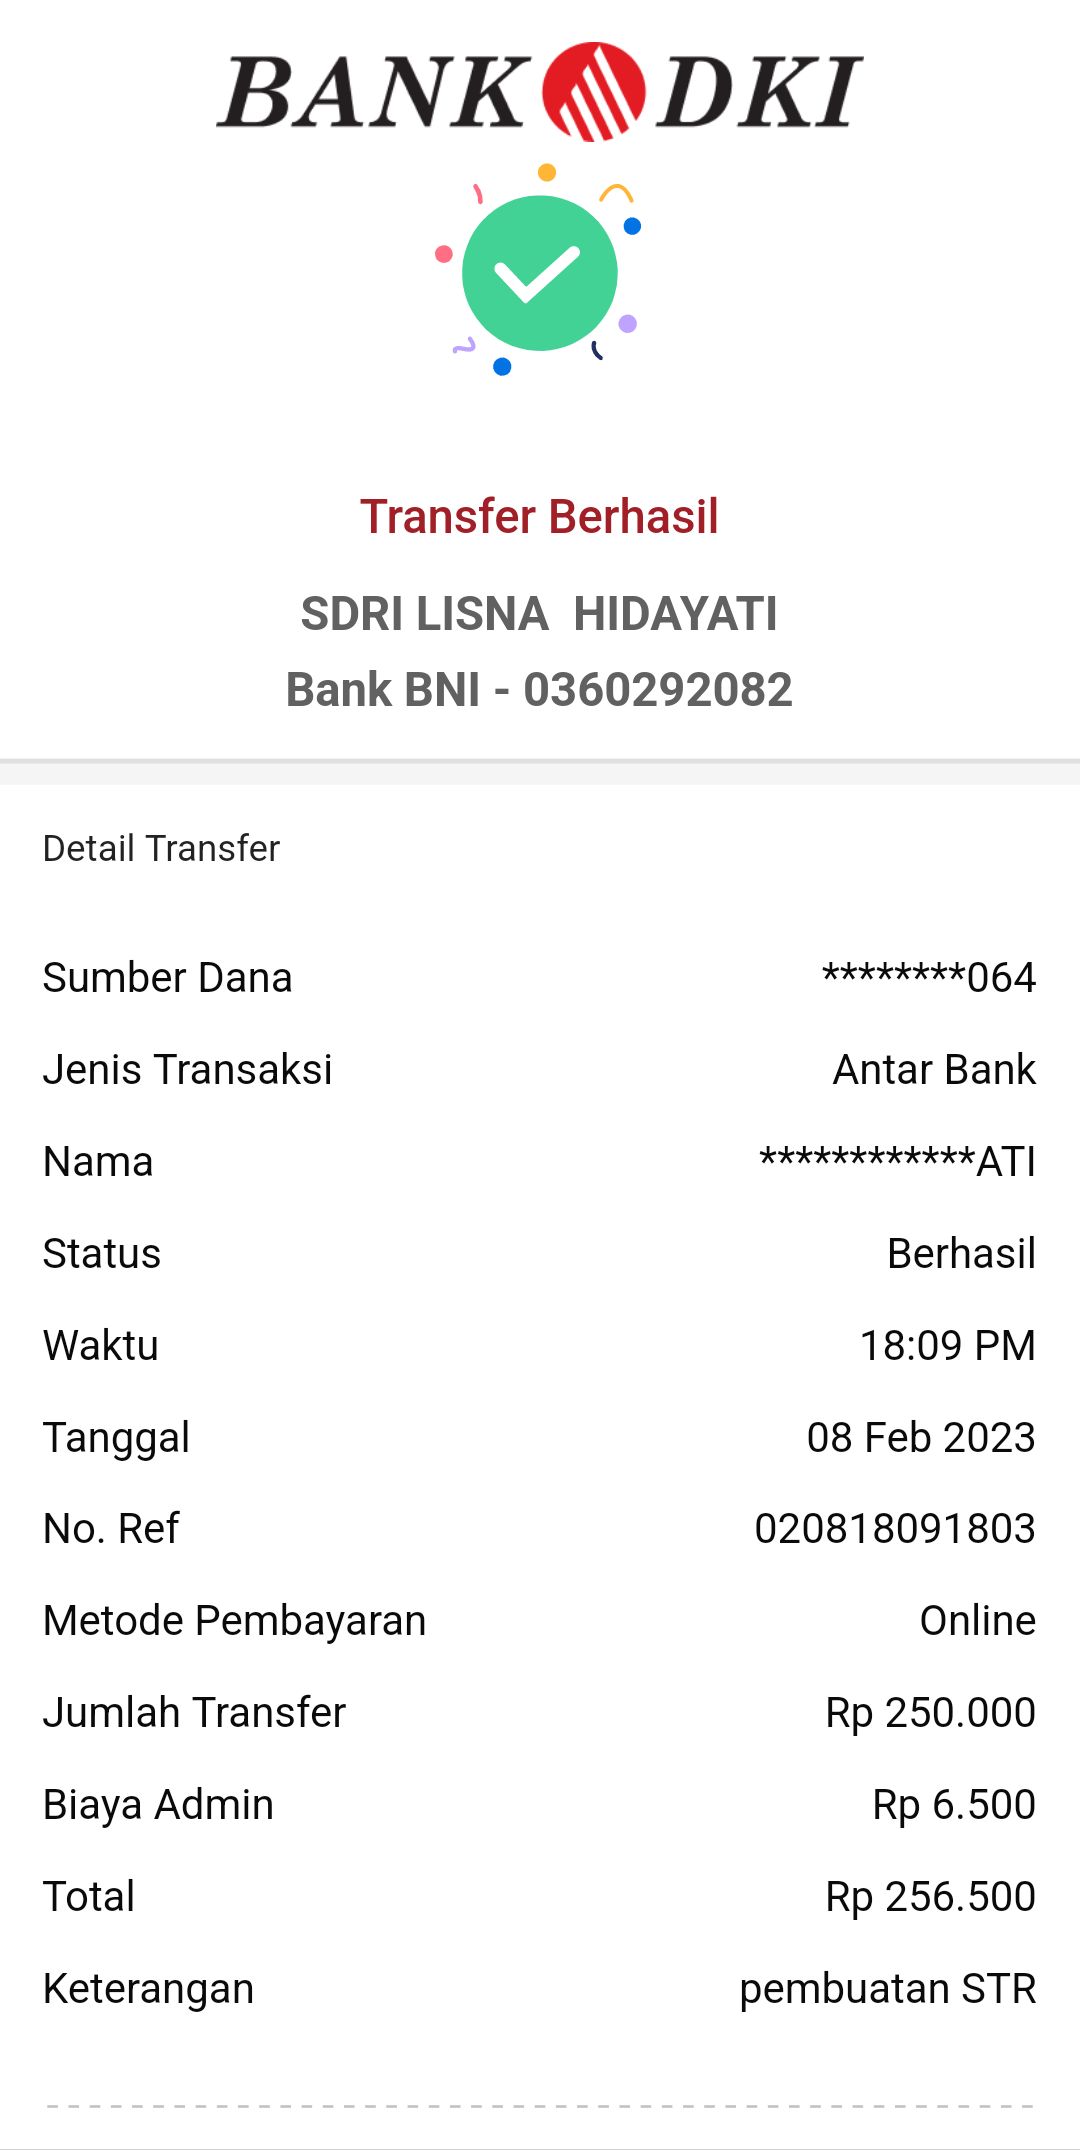 BANK DKI
Transfer Berhasil
SDRI LISNA  HIDAYATI
Bank BNI - 0360292082
Detail Transfer
Sumber Dana ********064
Jenis Transaksi Antar Bank
Nama ************ATI
Status Berhasil
Waktu 18:09 PM
Tanggal 08 Feb 2023
No. Ref 020818091803
Metode Pembayaran Online
Jumlah Transfer Rp 250.000
Biaya Admin Rp 6.500
Total Rp 256.500
Keterangan pembuatan STR